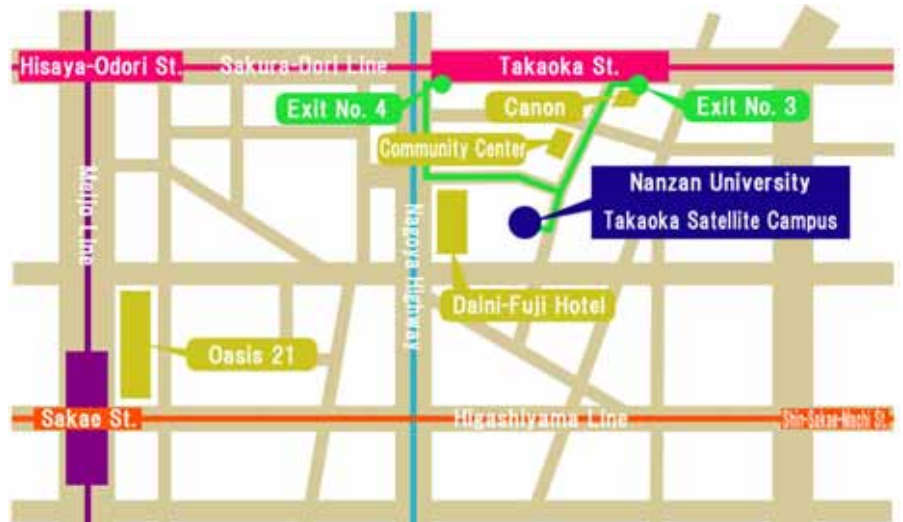 Hisaya-Odori St.
Sakura-Dori Line
Takaoka St.
Exit No. 4
Canon
Exit No. 3
Community Center
Nanzan University
Takaoka Satellite Campus
Meijo Line
Nagoya Highway
Daini-Fuji Hotel
Oasis 21
Sakae St.
Higashiyama Line
Shin-Sakae-Machi St.